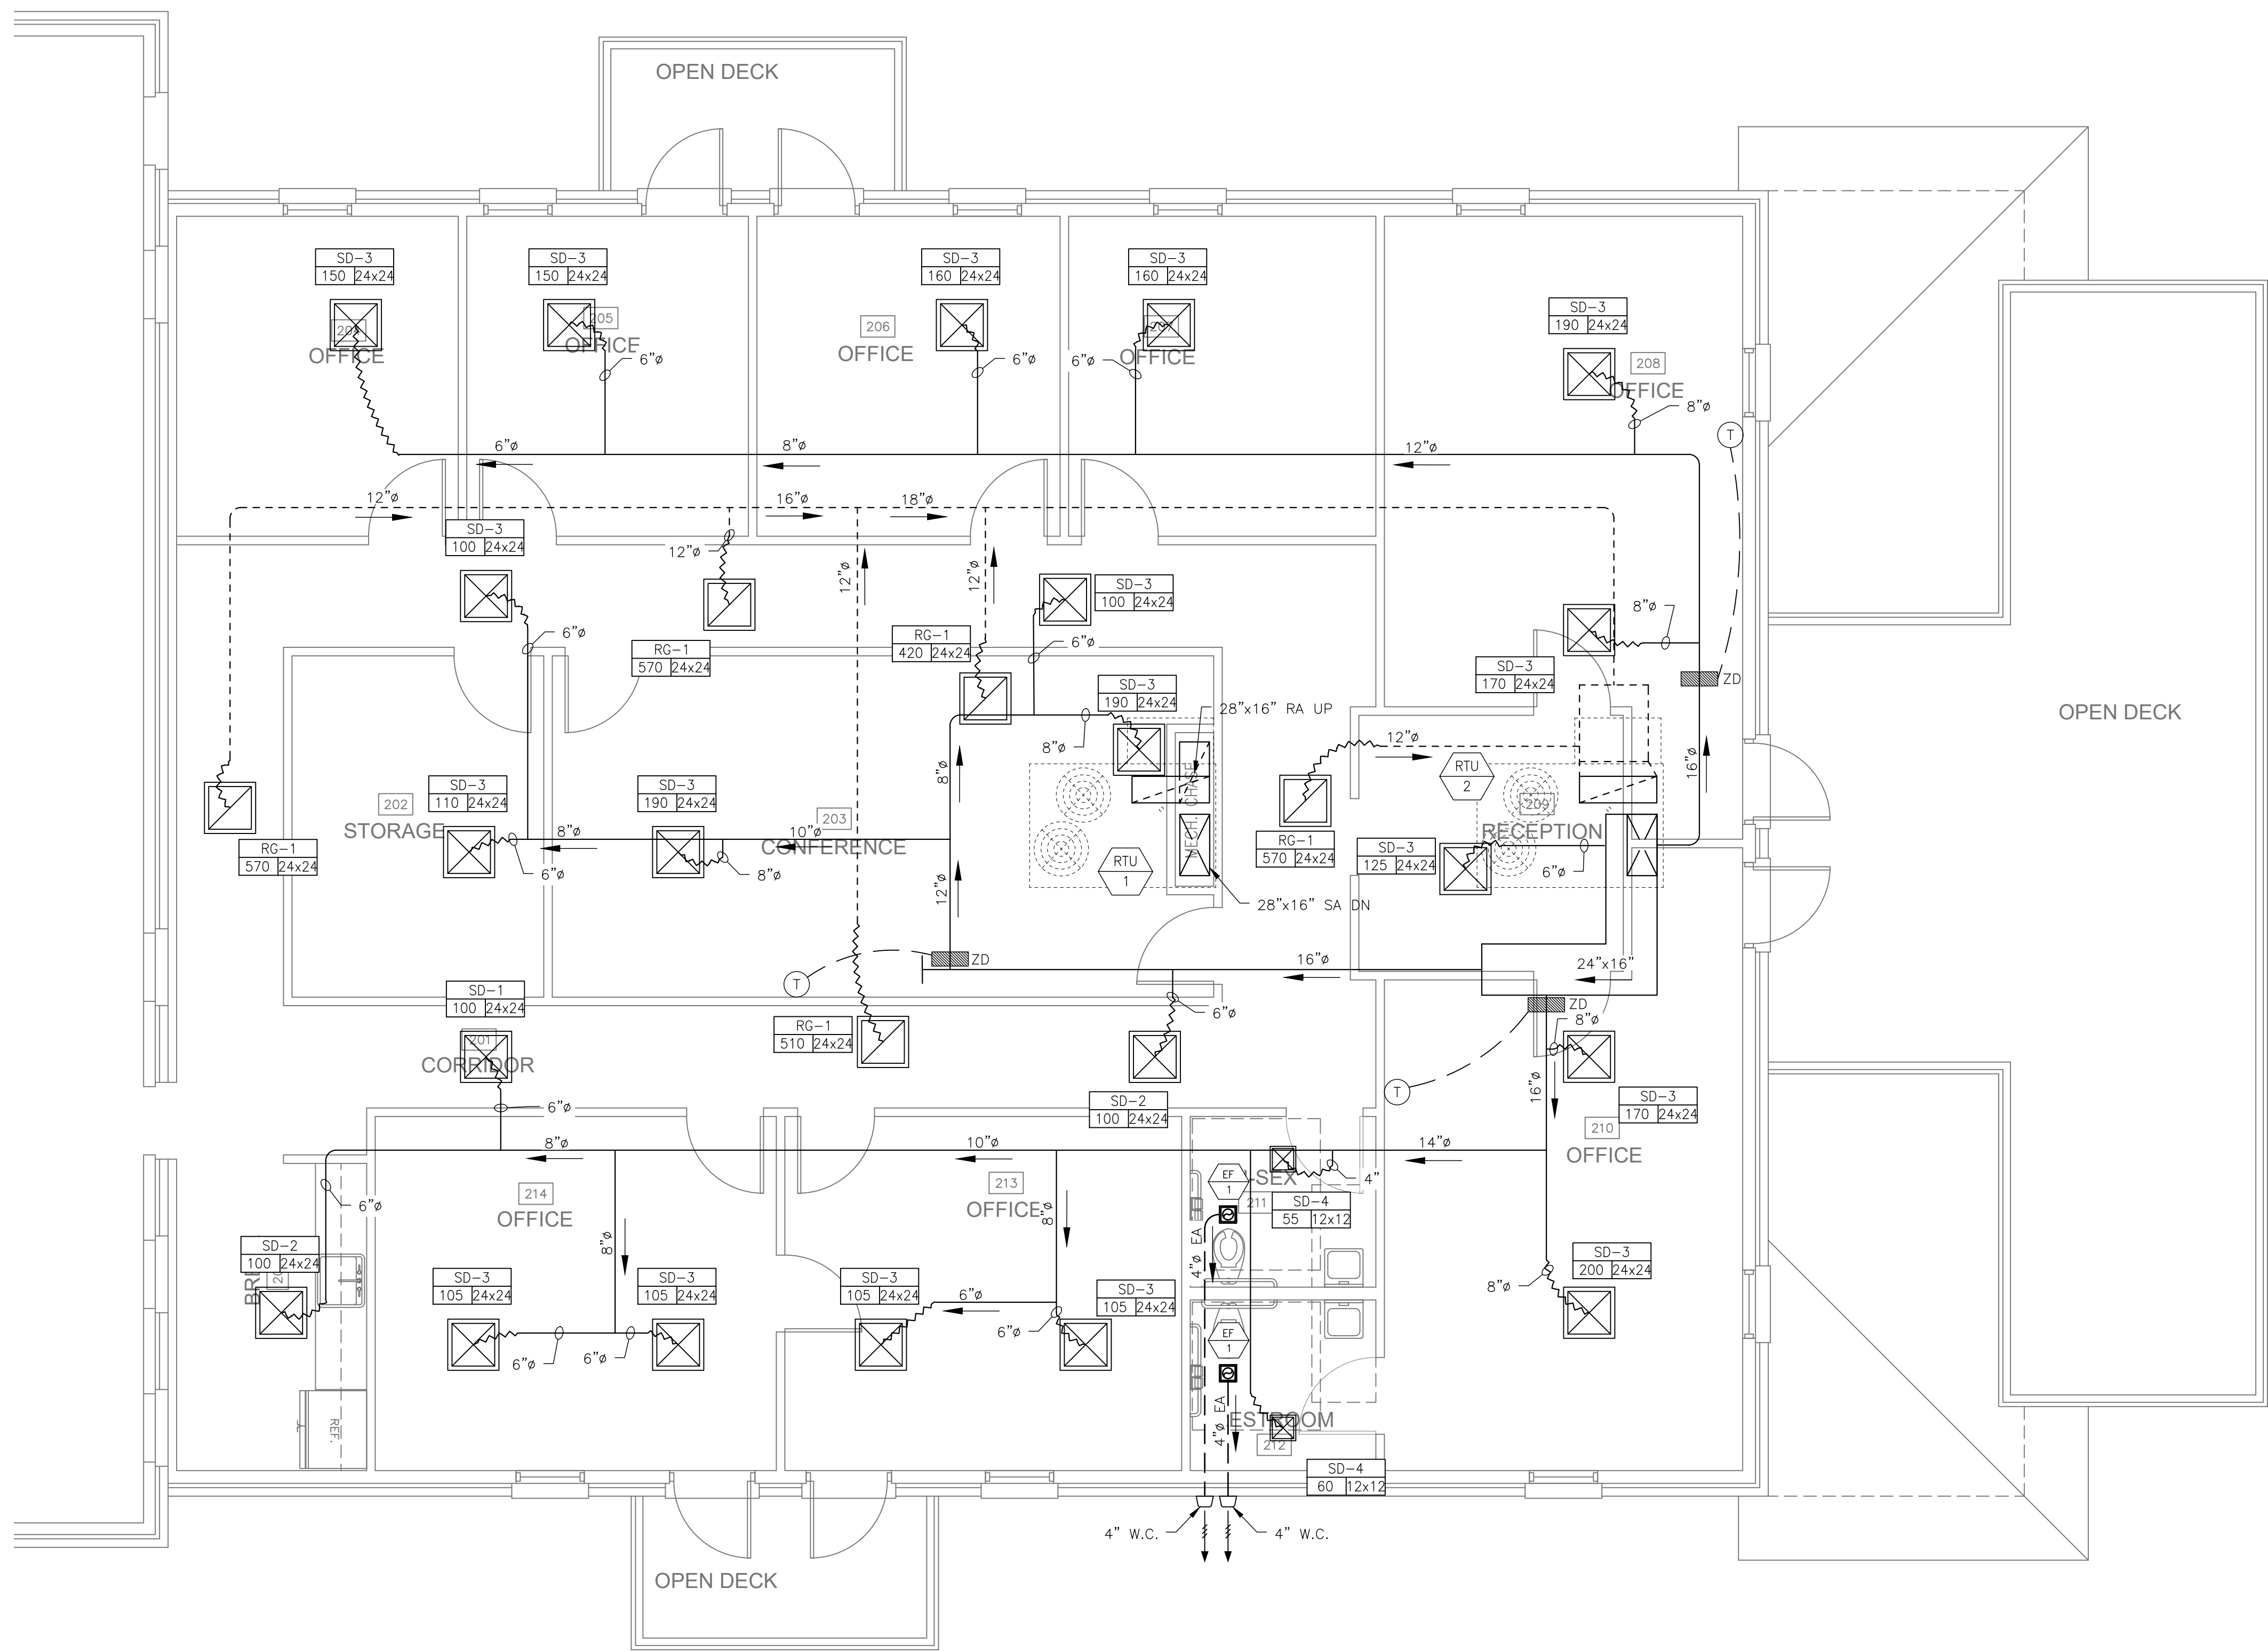 OPEN DECK
SD-3
150 24x24
SD-3
150 24x24
SD-3
160 24x24
SD-3
160 24x24
SD-3
190 24x24
OFFICE
205
OFFICE
6"ø
206
OFFICE
6"ø
6"ø
207
OFFICE
208
OFFICE
8"ø
T
6"ø
8"ø
12"ø
12"ø
16"ø
18"ø
SD-3
100 24x24
12"ø
12"ø
12"ø
SD-3
100 24x24
8"ø
6"ø
RG-1
570 24x24
RG-1
420 24x24
6"ø
SD-3
170 24x24
ZD
SD-3
190 24x24
28"x16" RA UP
OPEN DECK
8"ø
12"ø
RTU
2
16"ø
8"ø
MECH. CHASE
SD-3
110 24x24
SD-3
190 24x24
202
STORAGE
203
CONFERENCE
209
RECEPTION
8"ø
10"ø
RG-1
570 24x24
6"ø
8"ø
RTU
1
RG-1
570 24x24
SD-3
125 24x24
6"ø
12"ø
28"x16" SA DN
ZD
T
16"ø
24"x16"
SD-1
100 24x24
ZD
8"ø
6"ø
RG-1
510 24x24
201
CORRIDOR
T
16"ø
SD-3
170 24x24
6"ø
SD-2
100 24x24
210
OFFICE
8"ø
10"ø
14"ø
4"
EF
1
-SEX
211
SD-4
55 12x12
6"ø
214
OFFICE
213
OFFICE
8"ø
8"ø
4"ø EA
SD-2
100 24x24
BRE
20
SD-3
105 24x24
SD-3
105 24x24
SD-3
105 24x24
SD-3
105 24x24
SD-3
200 24x24
8"ø
6"ø
6"ø
6"ø
6"ø
EF
1
4"ø EA
REF.
ESTROOM
212
SD-4
60 12x12
4" W.C.
4" W.C.
OPEN DECK